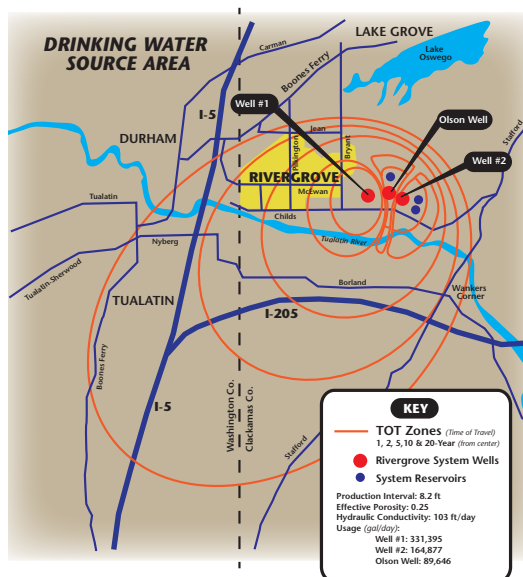 DRINKING WATER
SOURCE AREA
LAKE GROVE
Lake
Oswego
Carman
Boones Ferry
I-5
Well #1
Olson Well
Stafford
DURHAM
Jean
Pilkington
Bryant
Well #2
RIVERGROVE
McEwan
Tualatin
Childs
Tualatin River
Nyberg
Tualatin-Sherwood
Borland
Wankers
Corner
TUALATIN
I-205
Boones Ferry
I-5
Washington Co.
Clackamas Co.
Stafford
KEY
TOT Zones (Time of Travel)
1, 2, 5,10 & 20-Year (from center)
Rivergrove System Wells
System Reservoirs
Production Interval: 8.2 ft
Effective Porosity: 0.25
Hydraulic Conductivity: 103 ft/day
Usage (gal/day):
Well #1: 331,395
Well #2: 164,877
Olson Well: 89,646